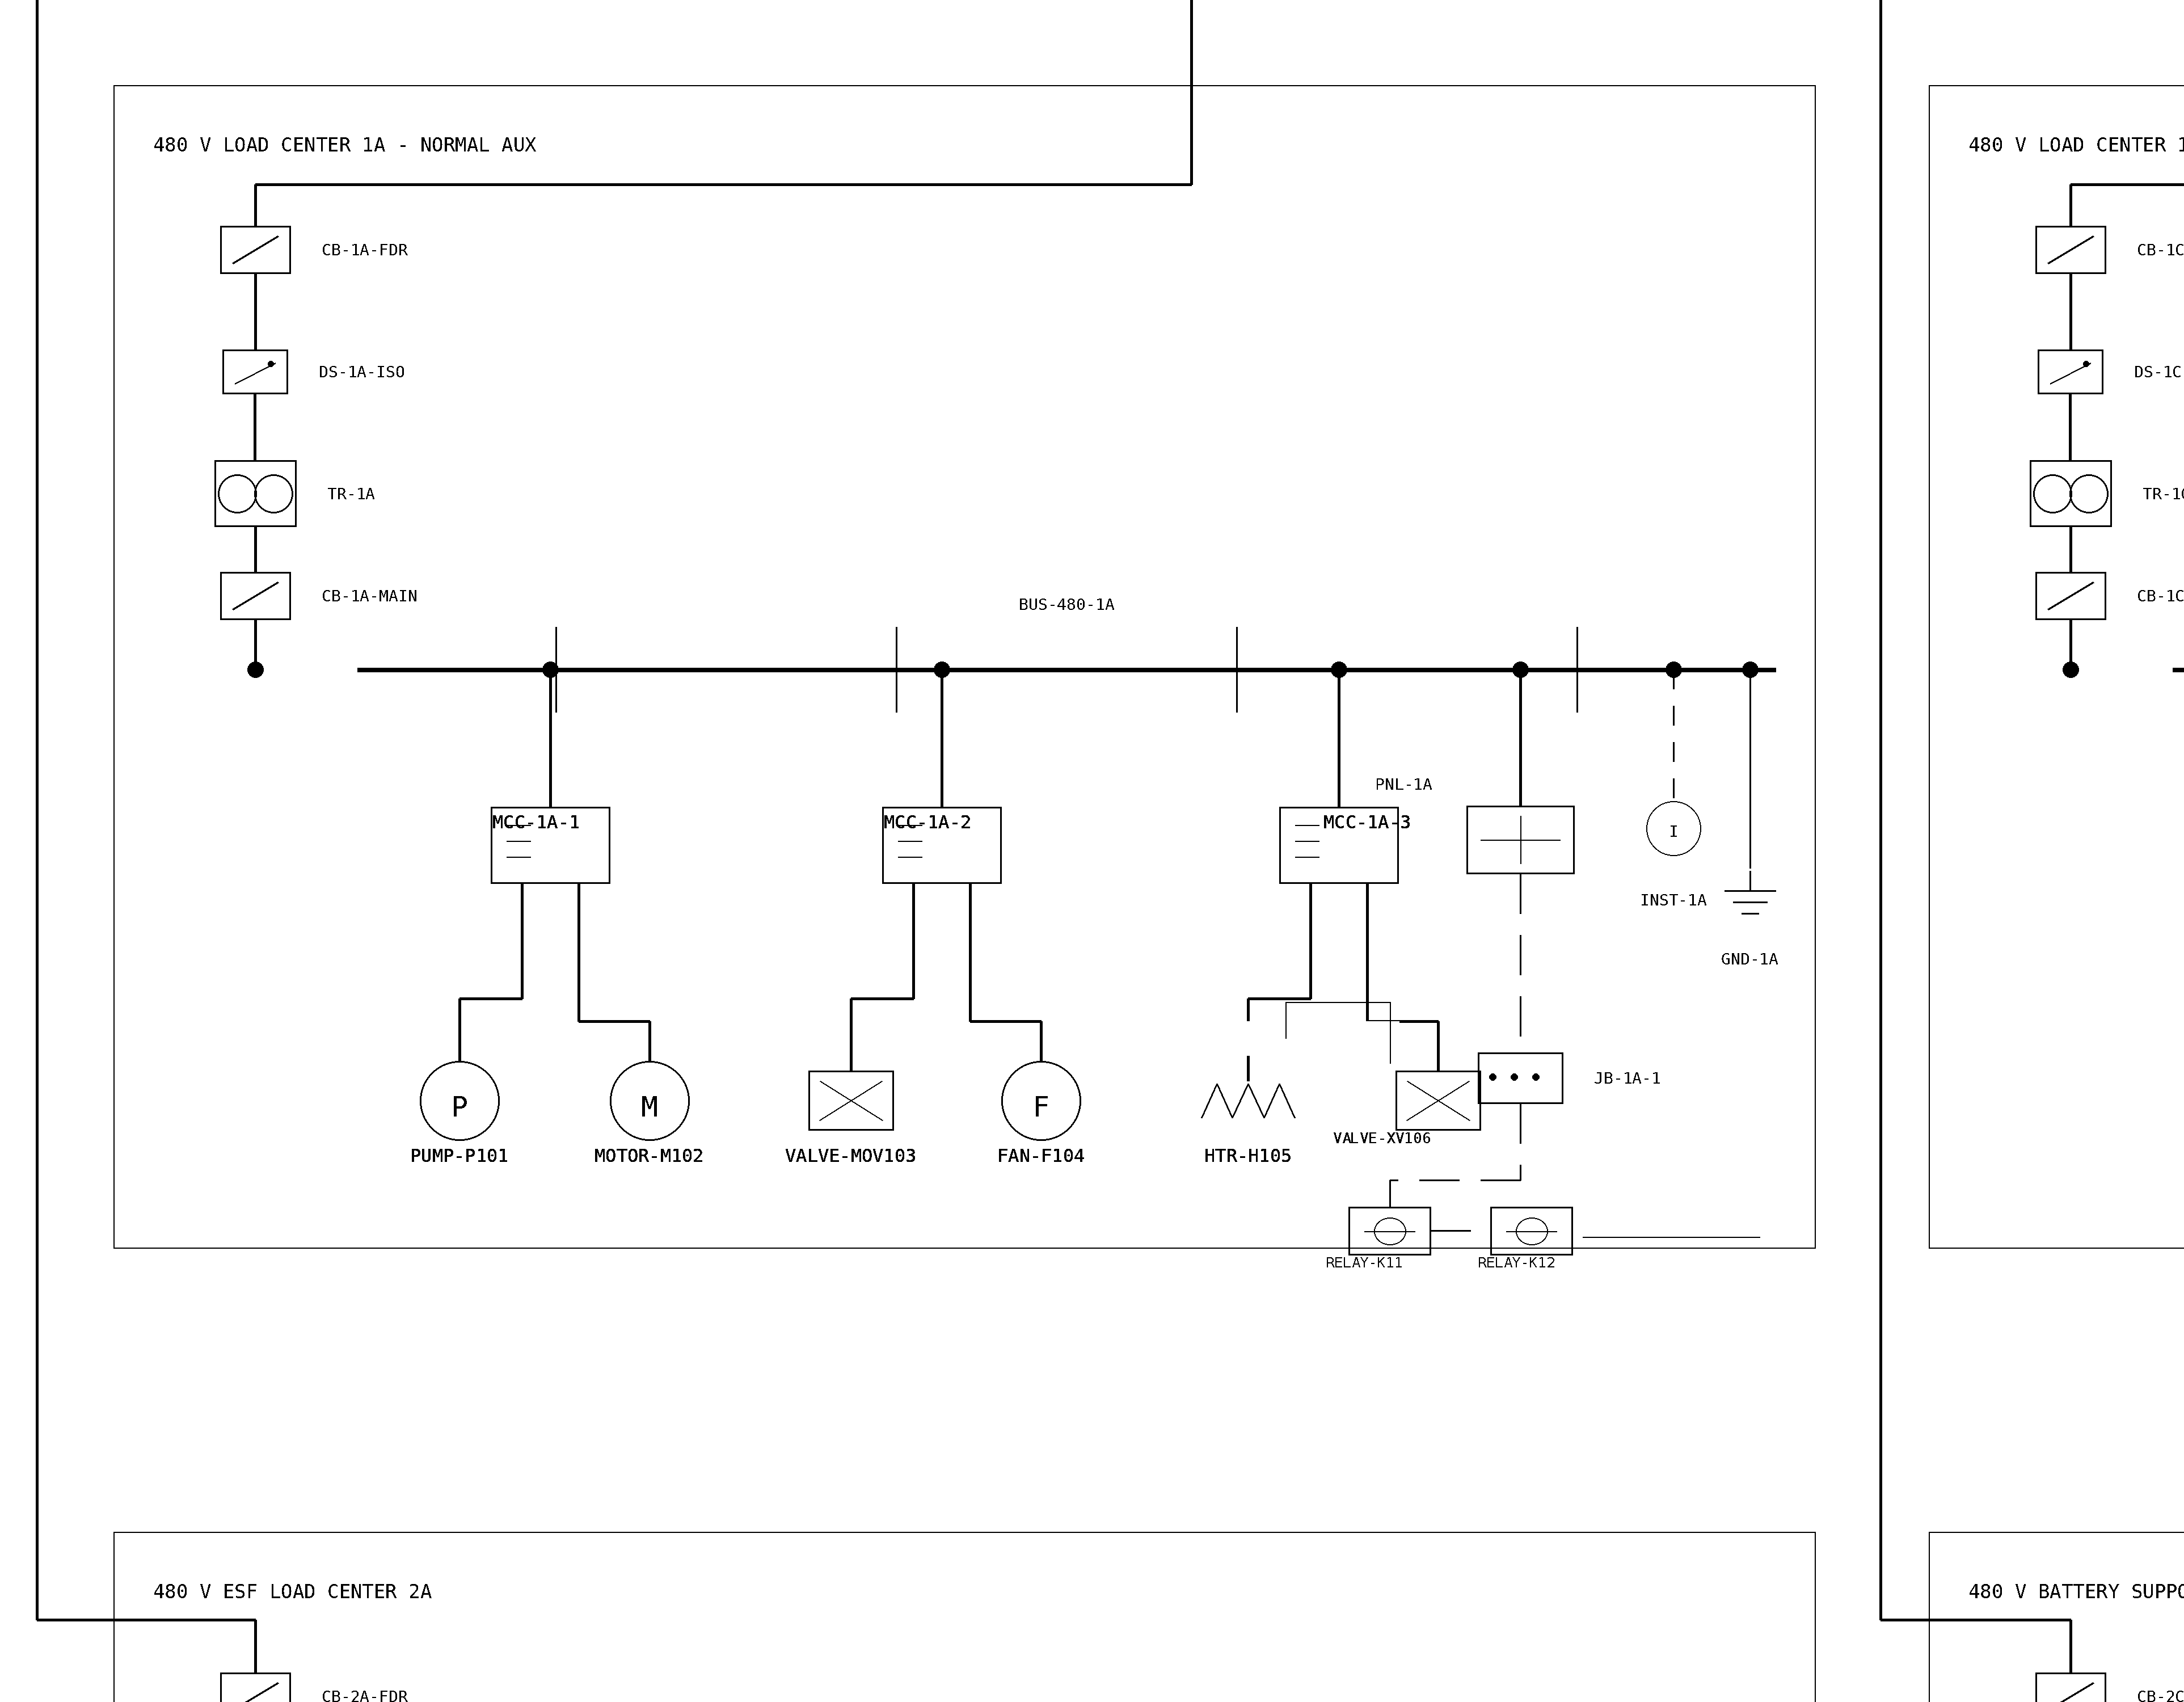 480 V LOAD CENTER 1A - NORMAL AUX
480 V LOAD CENTER 1
CB-1A-FDR
CB-1C
DS-1A-ISO
DS-1C
TR-1A
TR-1C
CB-1A-MAIN
CB-1C
BUS-480-1A
PNL-1A
MCC-1A-1
MCC-1A-2
MCC-1A-3
I
INST-1A
GND-1A
JB-1A-1
P
M
F
VALVE-XV106
PUMP-P101
MOTOR-M102
VALVE-MOV103
FAN-F104
HTR-H105
RELAY-K11
RELAY-K12
480 V ESF LOAD CENTER 2A
480 V BATTERY SUPPO
CB-2A-FDR
CB-2C